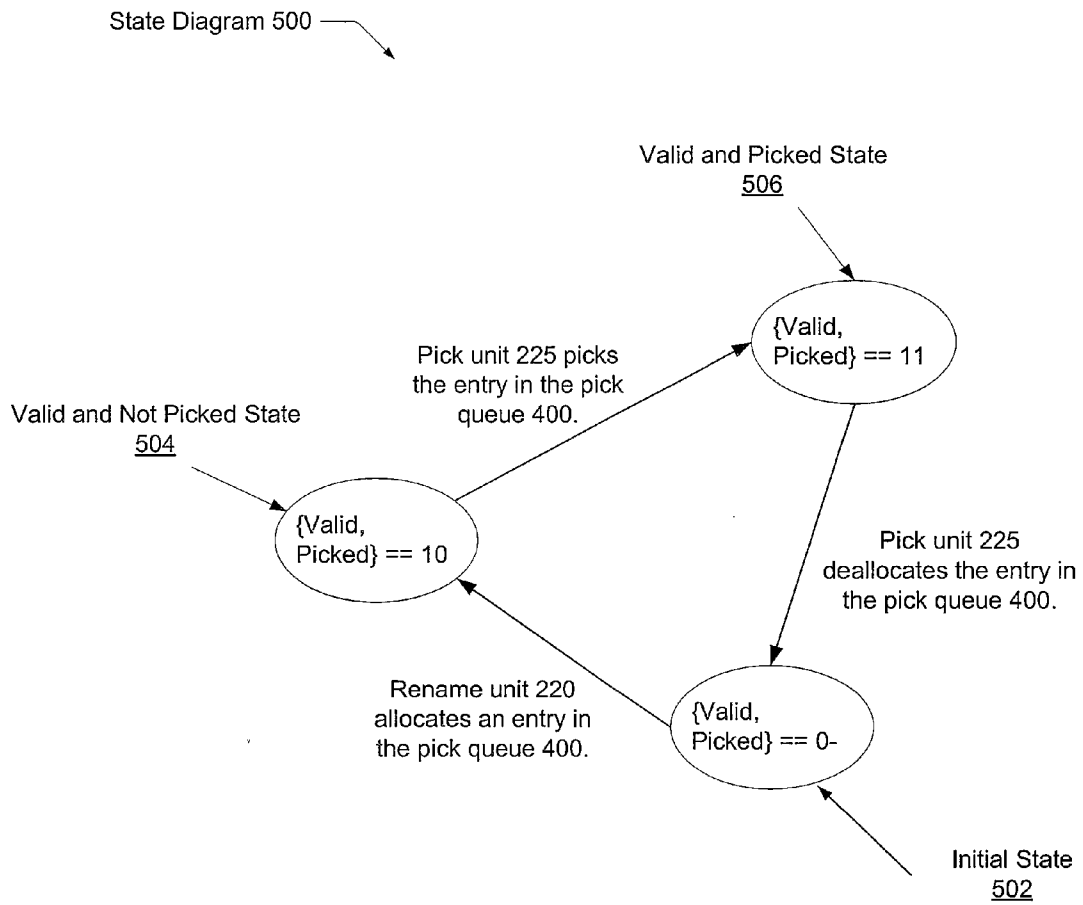 State Diagram 500
Valid and Picked State
506
{Valid,
Picked} == 11
Pick unit 225 picks
the entry in the pick
queue 400.
Valid and Not Picked State
504
{Valid,
Picked} == 10
Pick unit 225
deallocates the entry in
the pick queue 400.
Rename unit 220
allocates an entry in
the pick queue 400.
{Valid,
Picked} == 0-
Initial State
502